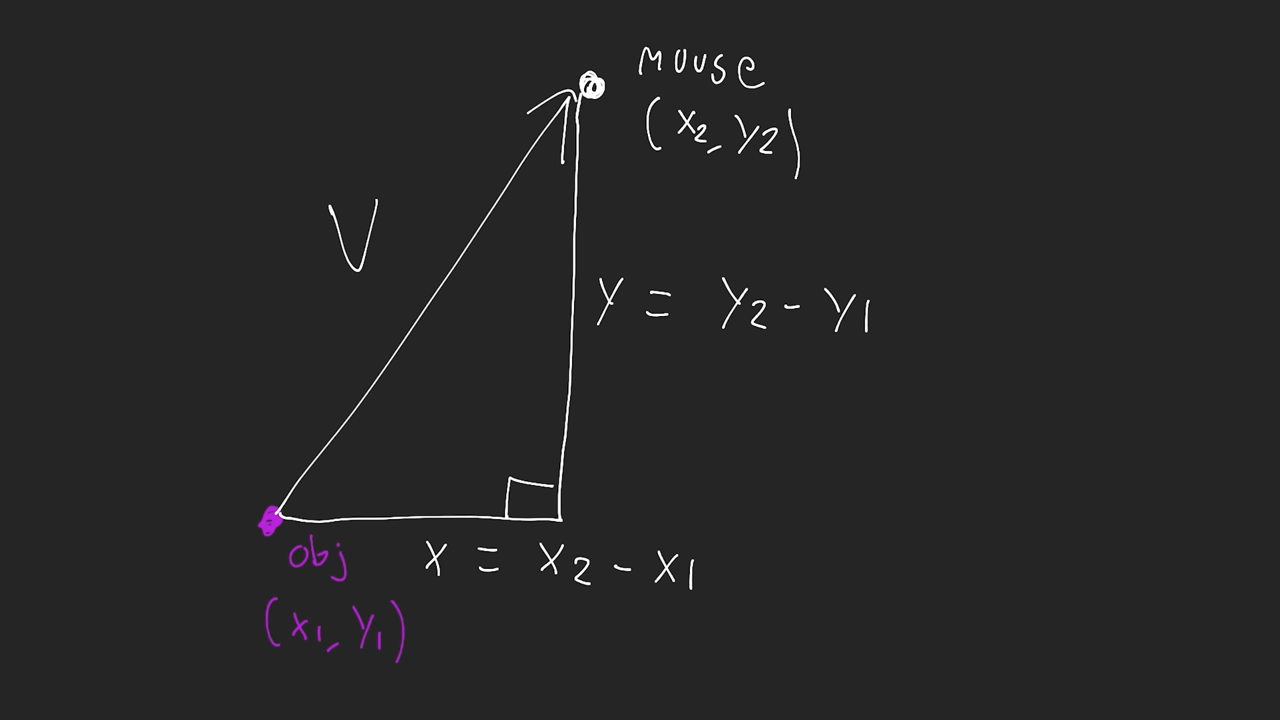 mouse
(x2, y2)
V
y = y2 - y1
obj
x = x2 - x1
(x1, y1)